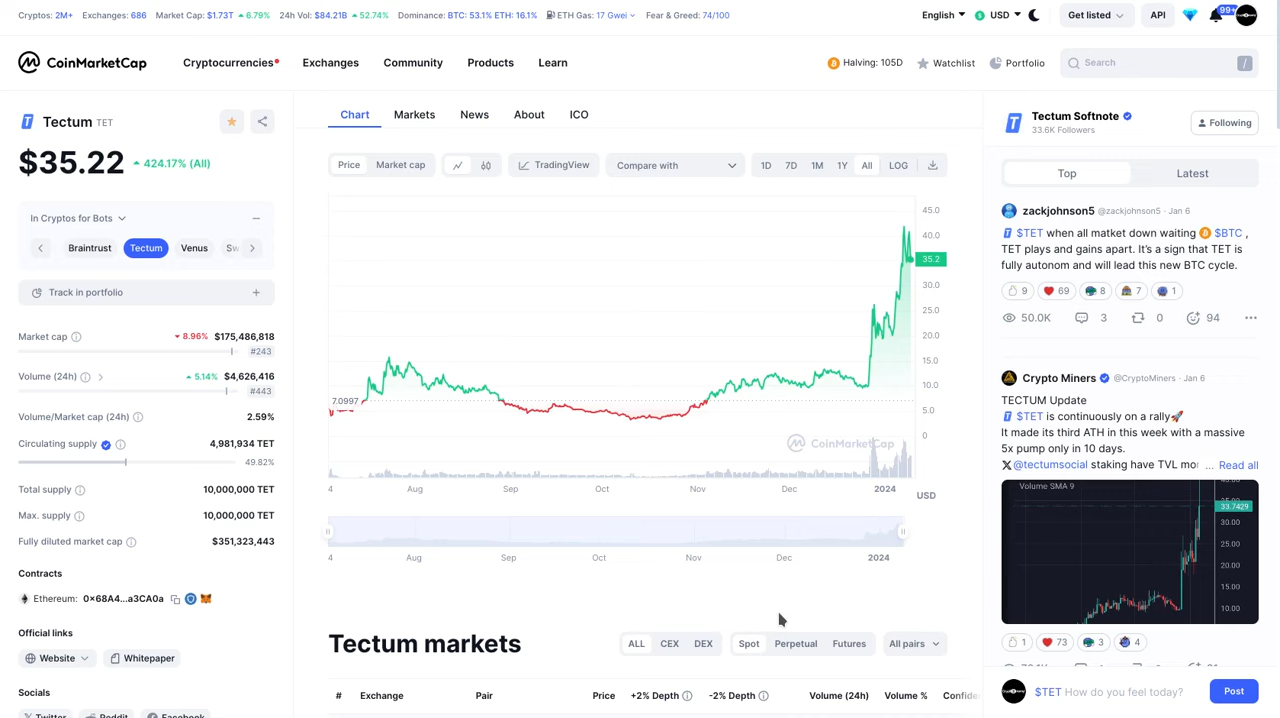 Cryptos: 2M+ Exchanges: 686 Market Cap: $1.73T 6.79% 24h Vol: $84.21B 52.74% Dominance: BTC: 53.1% ETH: 16.1% ETH Gas: 17 Gwei Fear & Greed: 74/100 English USD Get listed API 99+
CoinMarketCap Cryptocurrencies Exchanges Community Products Learn Halving: 105D Watchlist Portfolio Search /
Tectum TET
$35.22 424.17% (All)
In Cryptos for Bots
Braintrust Tectum Venus
Track in portfolio +
Market cap 8.96% $175,486,818
#243
Volume (24h) 5.14% $4,626,416
#443
Volume/Market cap (24h) 2.59%
Circulating supply 4,981,934 TET
49.82%
Total supply 10,000,000 TET
Max. supply 10,000,000 TET
Fully diluted market cap $351,323,443
Contracts
Ethereum: 0x68A4...a3CA0a
Official links
Website Whitepaper
Socials
Twitter Reddit Facebook
Chart Markets News About ICO
Price Market cap TradingView Compare with 1D 7D 1M 1Y All LOG
45.0
40.0
35.2
30.0
25.0
20.0
15.0
10.0
7.0997
5.0
0
CoinMarketCap
4 Aug Sep Oct Nov Dec 2024 USD
4 Aug Sep Oct Nov Dec 2024
Tectum markets ALL CEX DEX Spot Perpetual Futures All pairs
# Exchange Pair Price +2% Depth -2% Depth Volume (24h) Volume %
Tectum Softnote
33.6K Followers
Following
Top Latest
zackjohnson5 @zackjohnson5 · Jan 6
$TET when all matket down waiting $BTC ,
TET plays and gains apart. It's a sign that TET is
fully autonom and will lead this new BTC cycle.
9 69 8 7 1
50.0K 3 0 94
Crypto Miners @CryptoMiners · Jan 6
TECTUM Update
$TET is continuously on a rally🚀
It made its third ATH in this week with a massive
5x pump only in 10 days.
@tectumsocial staking have TVL ... Read all
Volume SMA 9
33.7429
30.00
25.00
20.00
15.00
10.00
1 73 3 4
$TET How do you feel today? Post